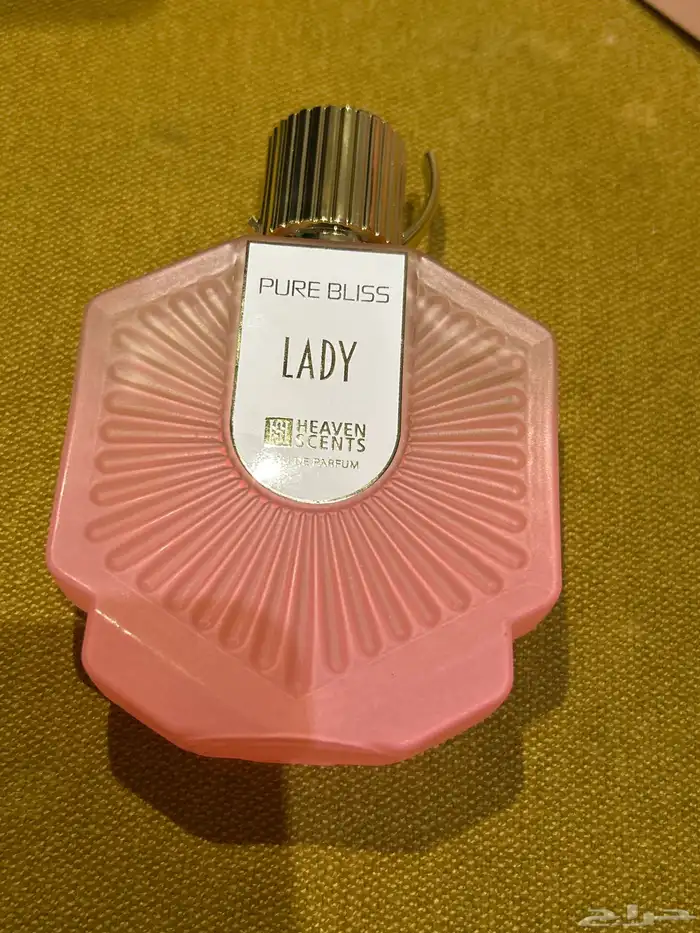 PURE BLISS
LADY
HEAVEN
SCENTS
EAU DE PARFUM
حراج